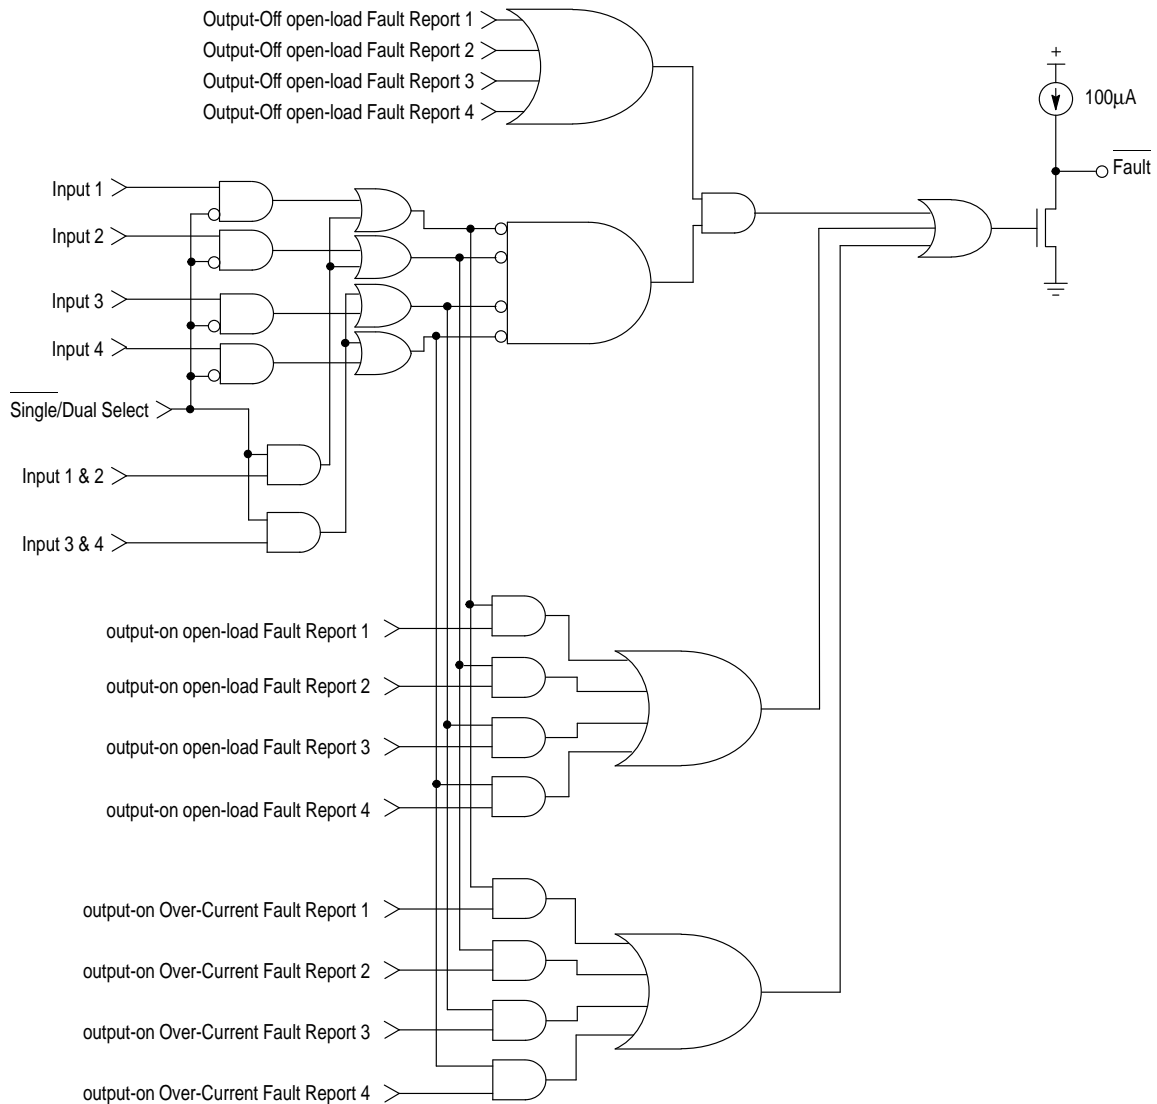 Output-Off open-load Fault Report 1
Output-Off open-load Fault Report 2
Output-Off open-load Fault Report 3
Output-Off open-load Fault Report 4
+
100μA
Fault
Input 1
Input 2
Input 3
Input 4
Single/Dual Select
Input 1 & 2
Input 3 & 4
output-on open-load Fault Report 1
output-on open-load Fault Report 2
output-on open-load Fault Report 3
output-on open-load Fault Report 4
output-on Over-Current Fault Report 1
output-on Over-Current Fault Report 2
output-on Over-Current Fault Report 3
output-on Over-Current Fault Report 4